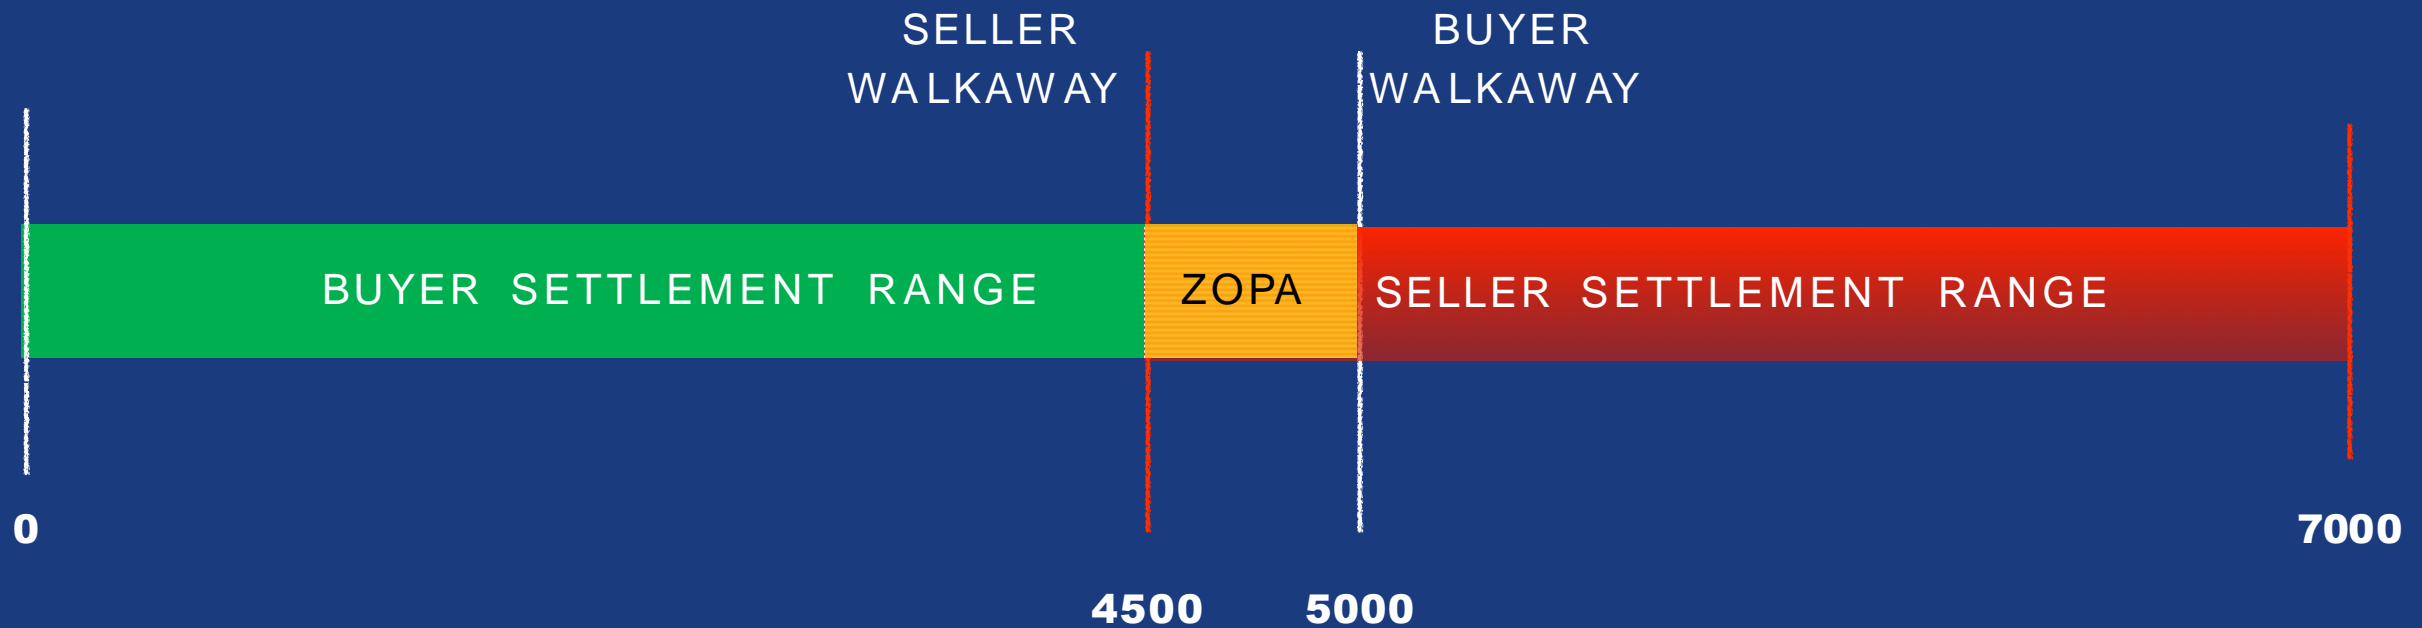 SELLER
WALKAWAY
BUYER
WALKAWAY
BUYER SETTLEMENT RANGE
ZOPA
SELLER SETTLEMENT RANGE
0
7000
4500
5000